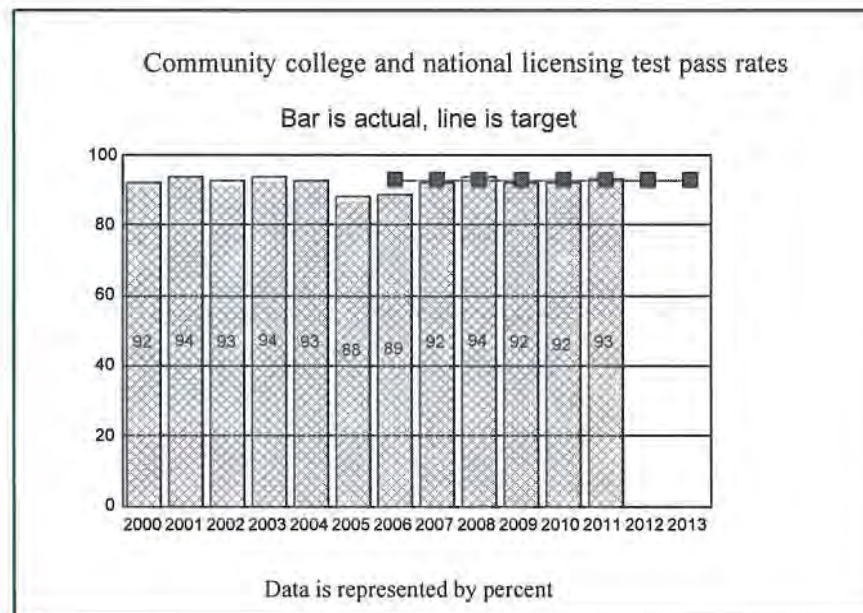 Community college and national licensing test pass rates
Bar is actual, line is target
100
80
60
40
20
0
92 94 93 94 93 88 89 92 94 92 92 93
2000 2001 2002 2003 2004 2005 2006 2007 2008 2009 2010 2011 2012 2013
Data is represented by percent